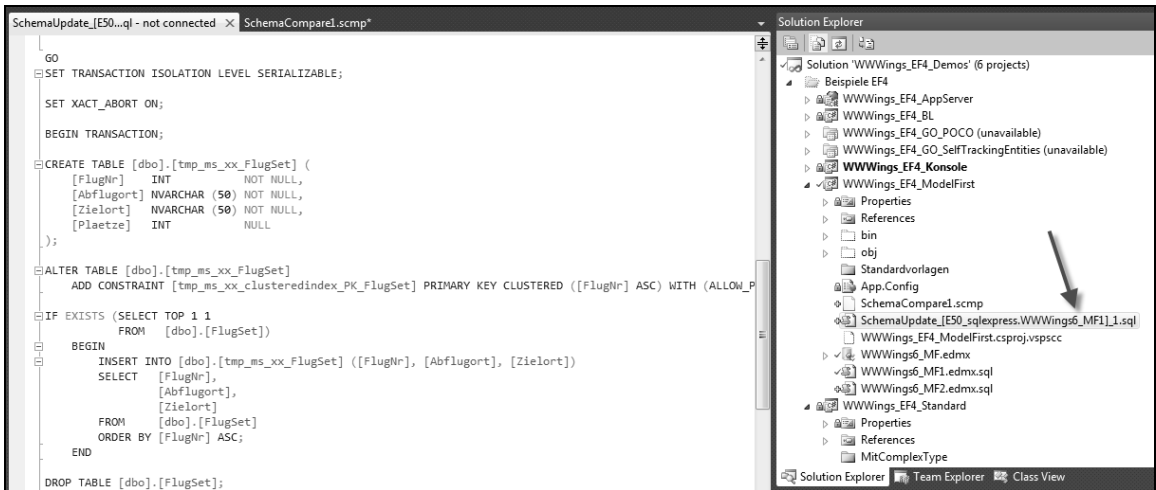 SchemaUpdate_[E50...ql - not connected SchemaCompare1.scmp*
GO
SET TRANSACTION ISOLATION LEVEL SERIALIZABLE;
SET XACT_ABORT ON;
BEGIN TRANSACTION;
CREATE TABLE [dbo].[tmp_ms_xx_FlugSet] (
[FlugNr] INT NOT NULL,
[Abflugort] NVARCHAR (50) NOT NULL,
[Zielort] NVARCHAR (50) NOT NULL,
[Plaetze] INT NULL
);
ALTER TABLE [dbo].[tmp_ms_xx_FlugSet]
ADD CONSTRAINT [tmp_ms_xx_clusteredindex_PK_FlugSet] PRIMARY KEY CLUSTERED ([FlugNr] ASC) WITH (ALLOW_P
IF EXISTS (SELECT TOP 1 1
FROM [dbo].[FlugSet])
BEGIN
INSERT INTO [dbo].[tmp_ms_xx_FlugSet] ([FlugNr], [Abflugort], [Zielort])
SELECT [FlugNr],
[Abflugort],
[Zielort]
FROM [dbo].[FlugSet]
ORDER BY [FlugNr] ASC;
END
DROP TABLE [dbo].[FlugSet];
Solution Explorer
Solution 'WWWings_EF4_Demos' (6 projects)
Beispiele EF4
WWWings_EF4_AppServer
WWWings_EF4_BL
WWWings_EF4_GO_POCO (unavailable)
WWWings_EF4_GO_SelfTrackingEntities (unavailable)
WWWings_EF4_Konsole
WWWings_EF4_ModelFirst
Properties
References
bin
obj
Standardvorlagen
App.Config
SchemaCompare1.scmp
SchemaUpdate_[E50_sqlexpress.WWWings6_MF1]_1.sql
WWWings_EF4_ModelFirst.csproj.vspscc
WWWings6_MF.edmx
WWWings6_MF1.edmx.sql
WWWings6_MF2.edmx.sql
WWWings_EF4_Standard
Properties
References
MitComplexType
Solution Explorer Team Explorer Class View